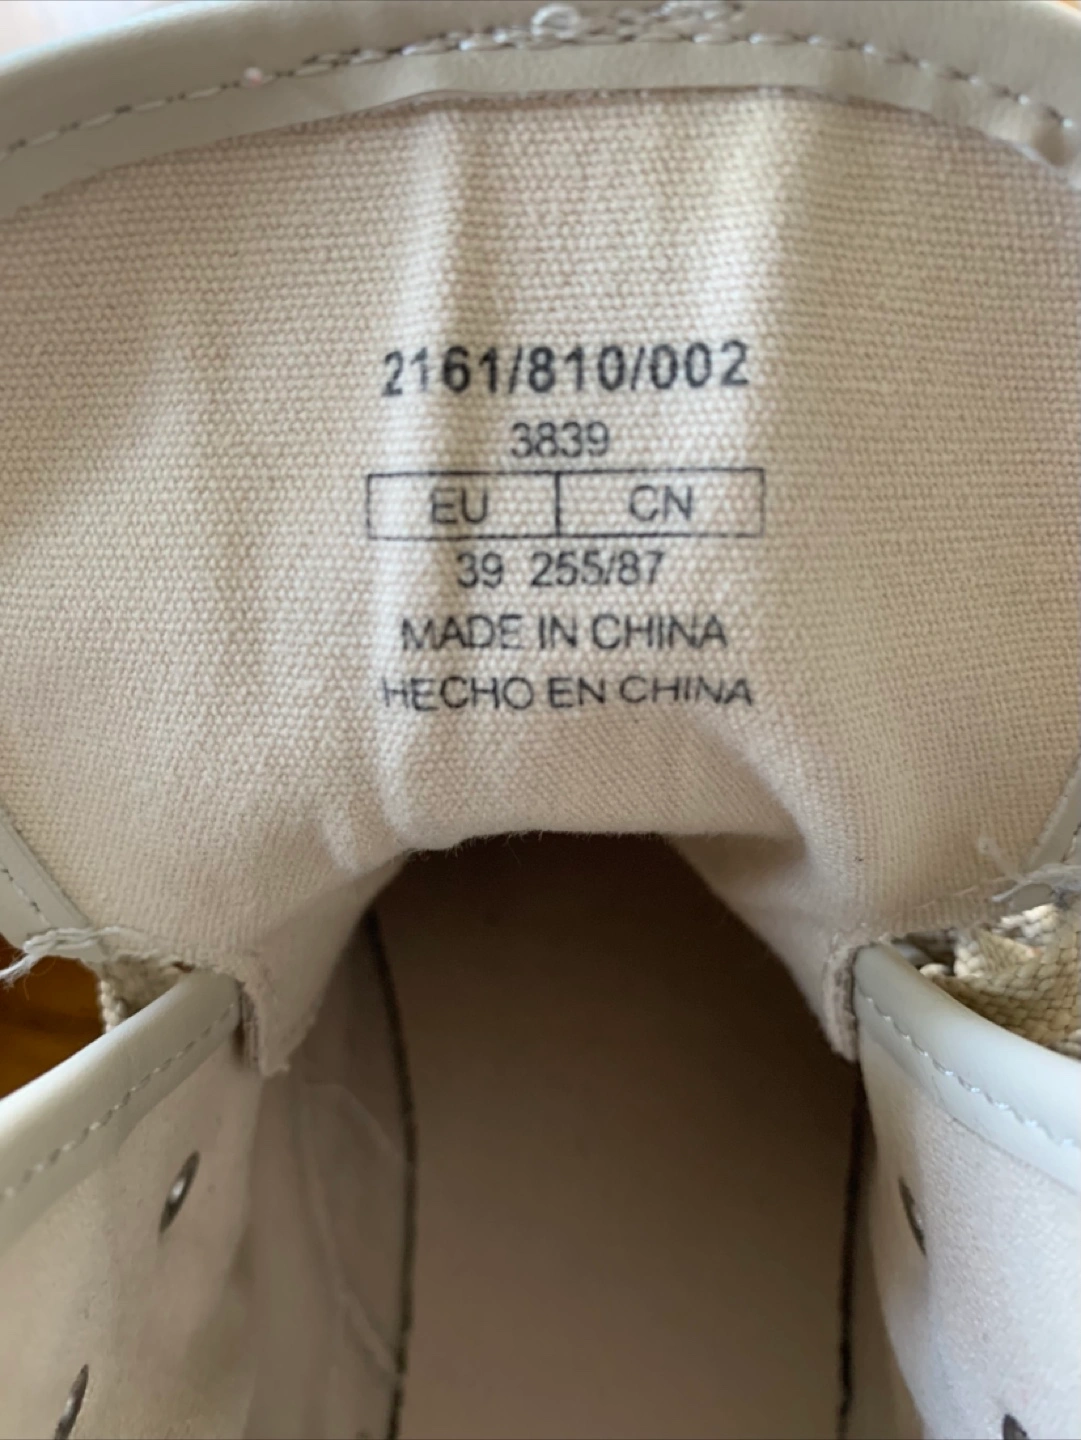 2161/810/002
3839
EU CN
39 255/87
MADE IN CHINA
HECHO EN CHINA